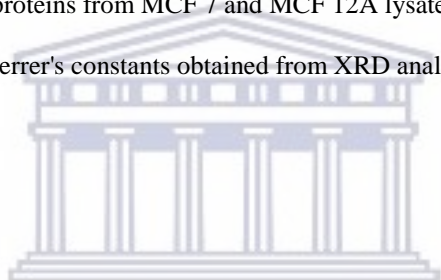 proteins from MCF 7 and MCF 12A lysate
errer's constants obtained from XRD anal